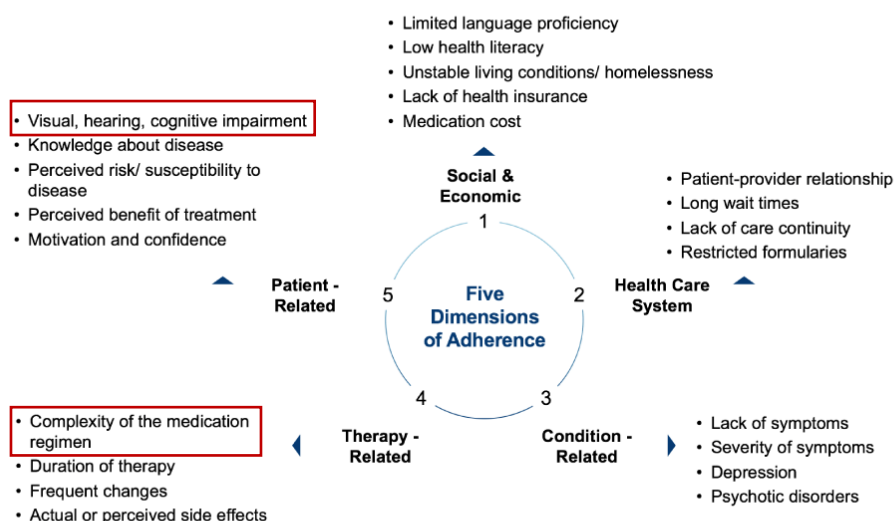 • Limited language proficiency
• Low health literacy
• Unstable living conditions/ homelessness
• Lack of health insurance
• Medication cost
Social &
Economic
1
• Patient-provider relationship
• Long wait times
• Lack of care continuity
• Restricted formularies
Health Care
System
2
• Lack of symptoms
• Severity of symptoms
• Depression
• Psychotic disorders
Condition -
Related
3
• Complexity of the medication
regimen
• Duration of therapy
• Frequent changes
• Actual or perceived side effects
Therapy -
Related
4
• Visual, hearing, cognitive impairment
• Knowledge about disease
• Perceived risk/ susceptibility to
disease
• Perceived benefit of treatment
• Motivation and confidence
Patient -
Related
5
Five
Dimensions
of Adherence